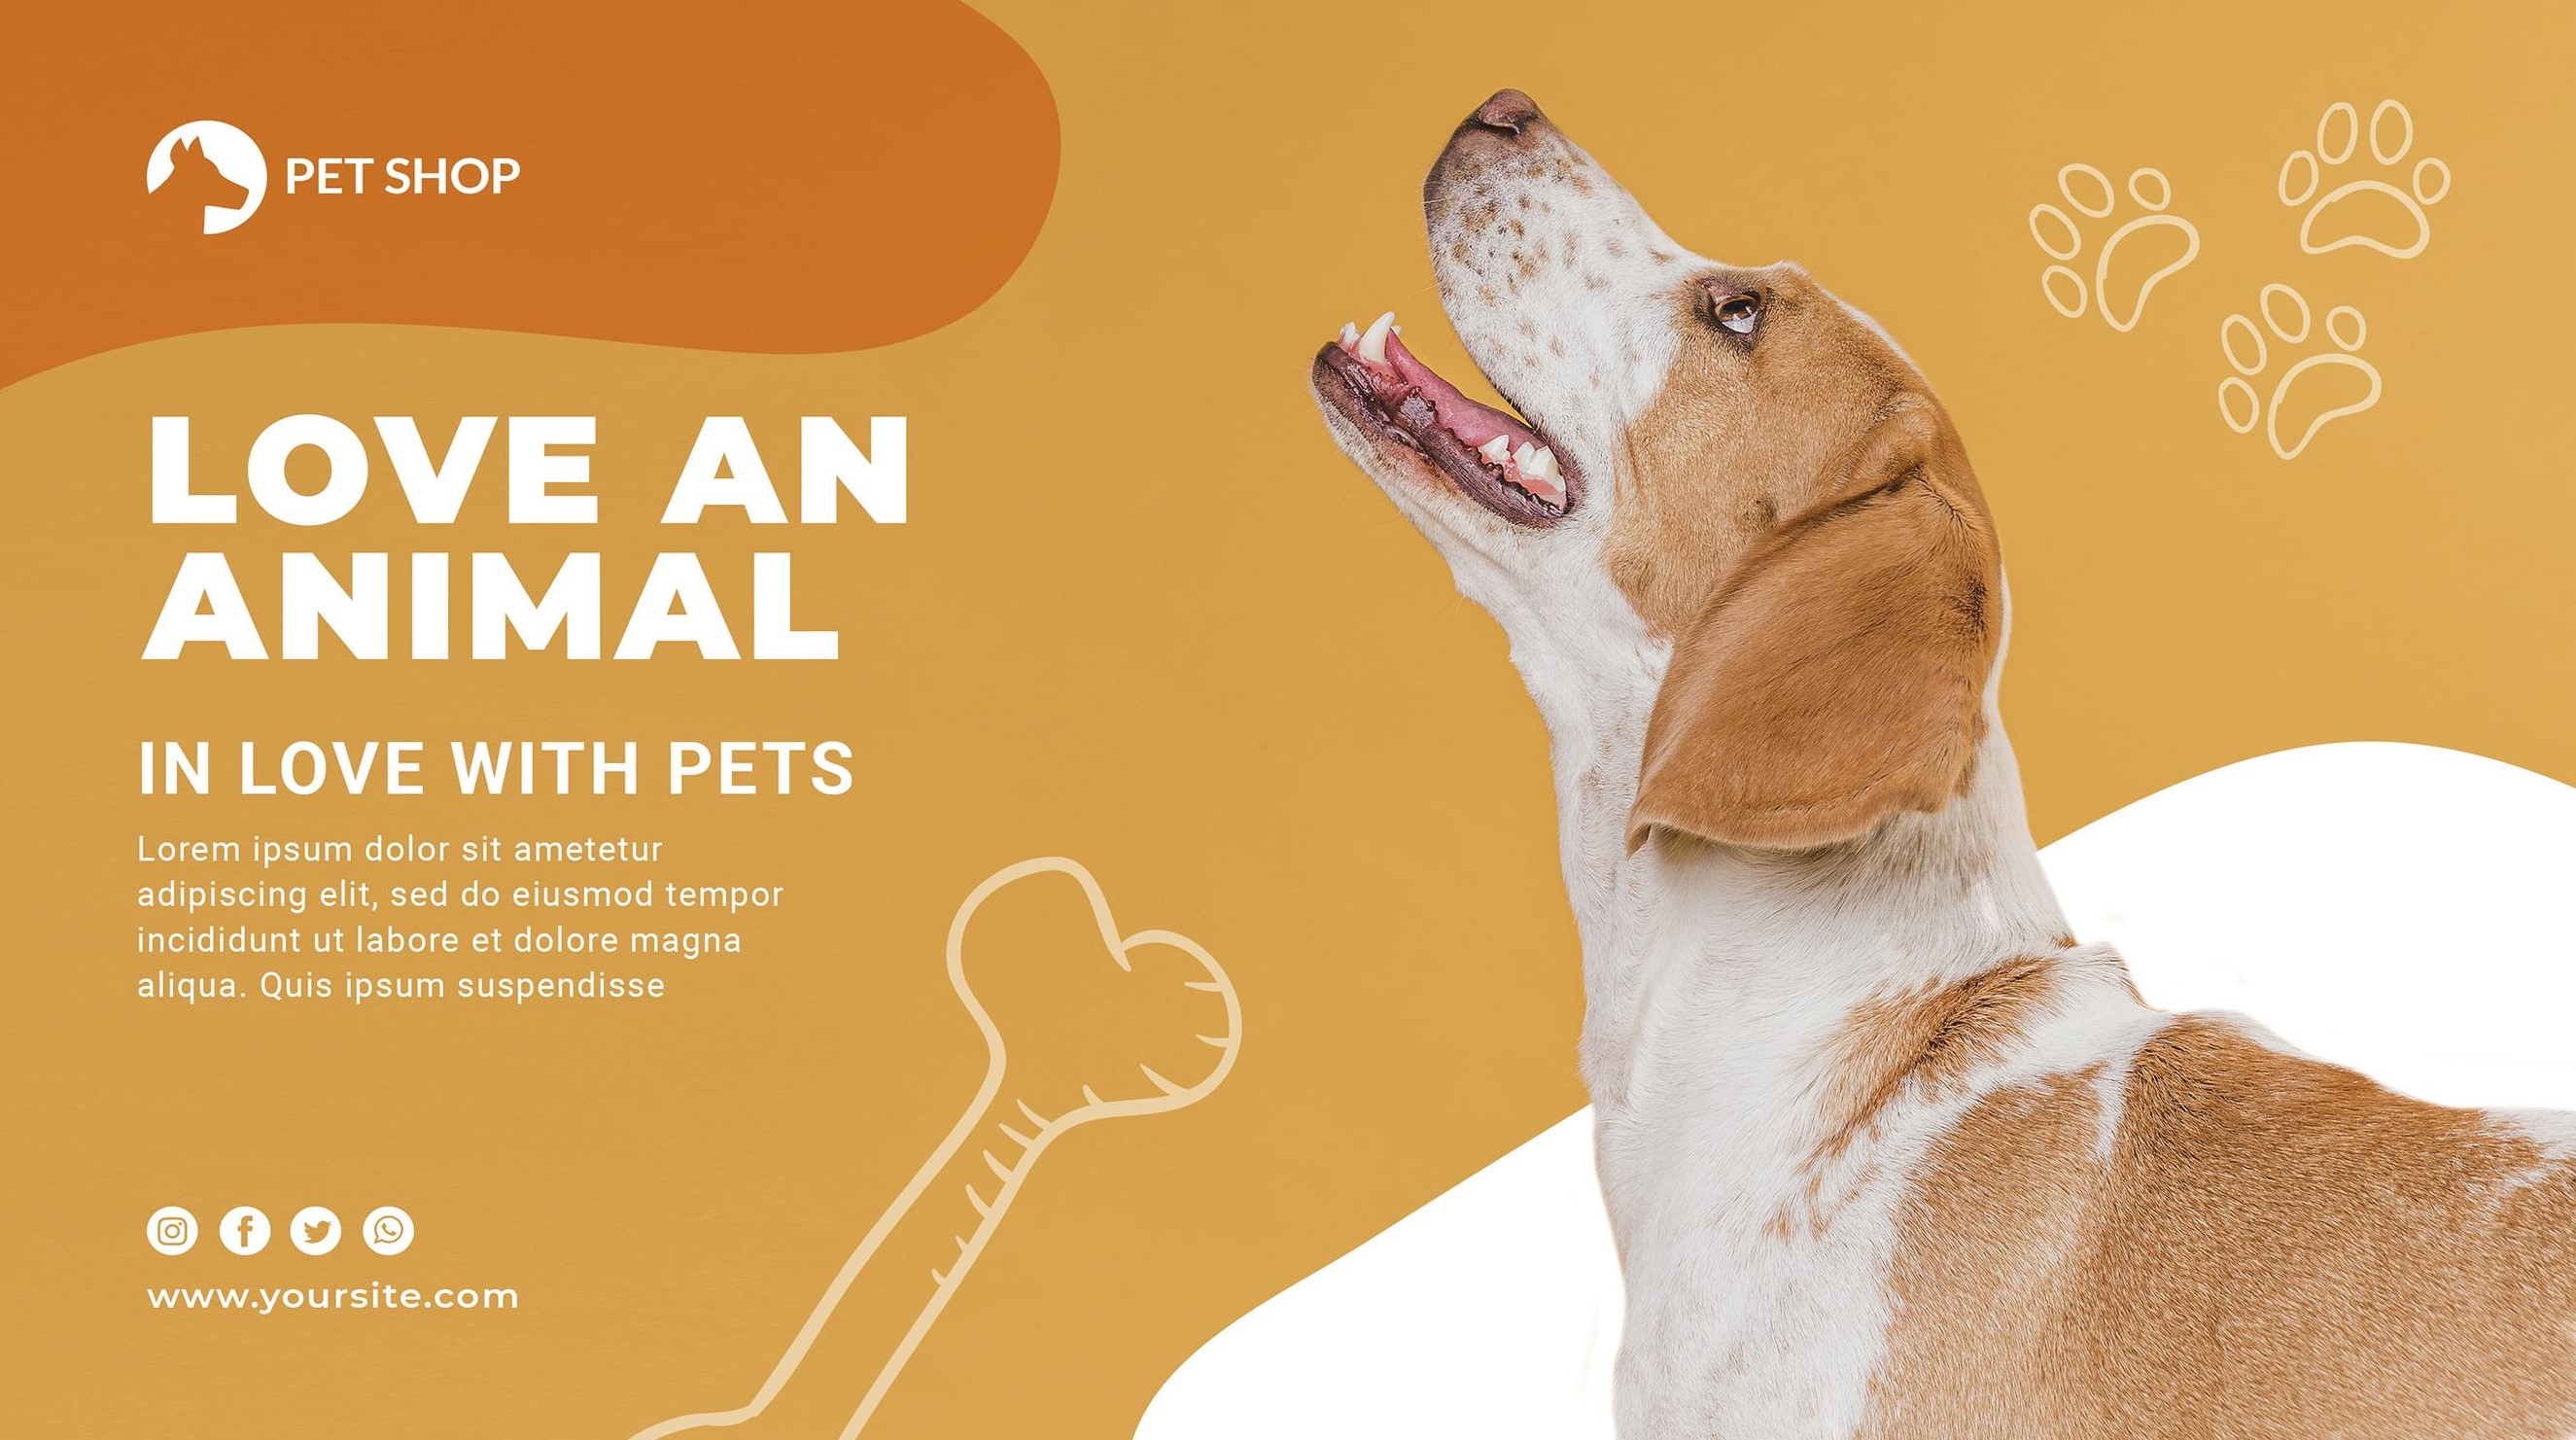 PET SHOP
LOVE AN
ANIMAL
IN LOVE WITH PETS
Lorem ipsum dolor sit ametetur
adipiscing elit, sed do eiusmod tempor
incididunt ut labore et dolore magna
aliqua. Quis ipsum suspendisse
www.yoursite.com